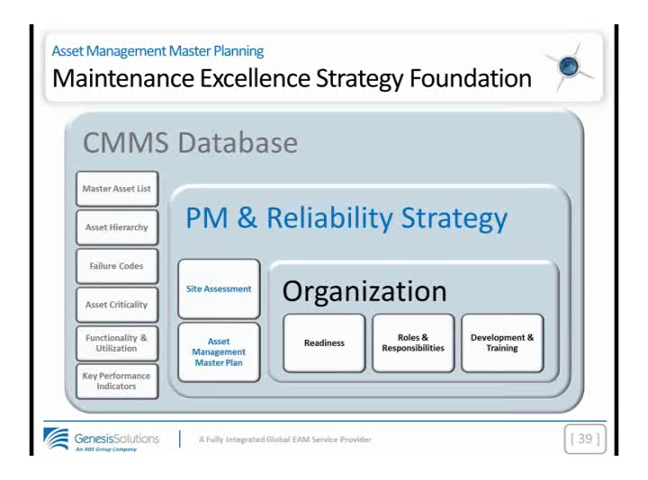 Asset Management Master Planning
Maintenance Excellence Strategy Foundation
CMMS Database
Master Asset List
Asset Hierarchy
Failure Codes
Asset Criticality
Functionality &
Utilization
Key Performance
Indicators
PM & Reliability Strategy
Site Assessment
Asset
Management
Master Plan
Organization
Readiness
Roles &
Responsibilities
Development &
Training
GenesisSolutions
An ABS Group Company
A Fully Integrated Global EAM Service Provider
[ 39 ]